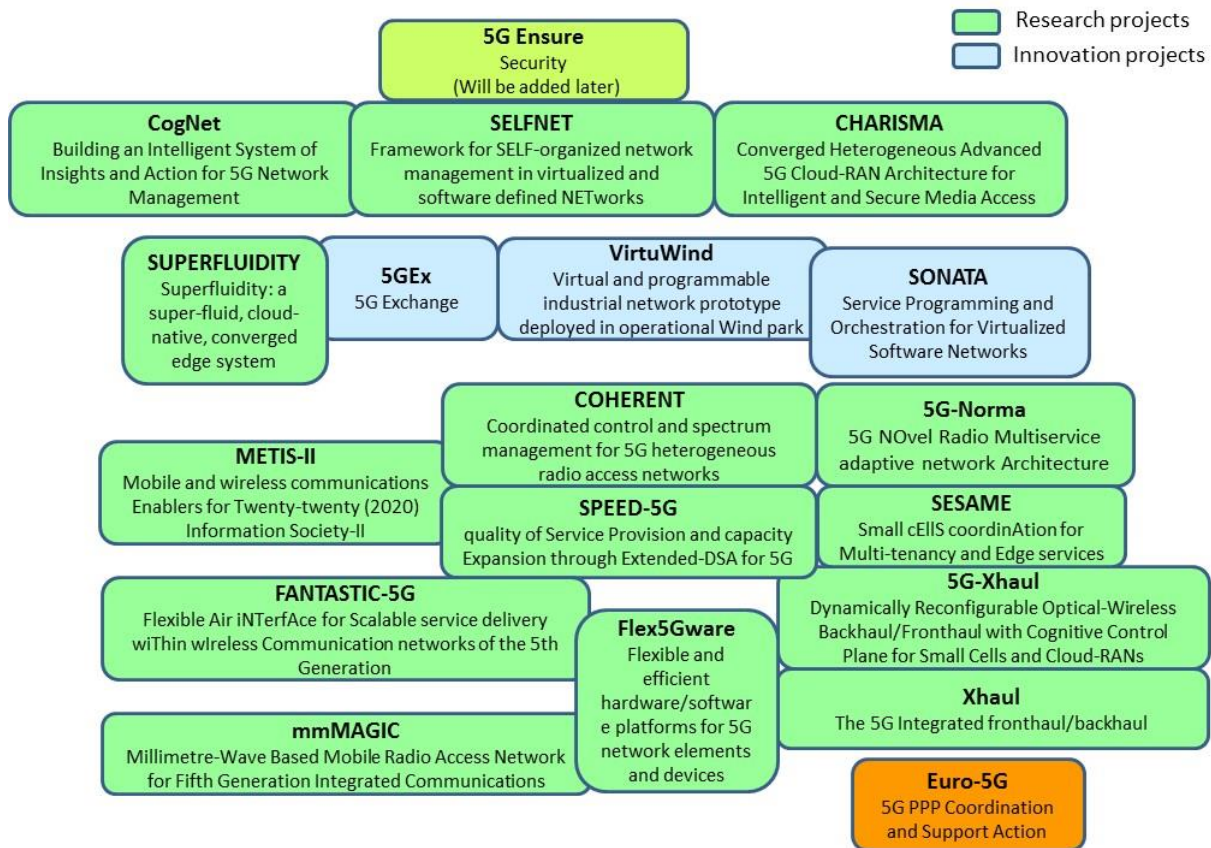 Research projects
Innovation projects
5G Ensure
Security
(Will be added later)
CogNet
Building an Intelligent System of
Insights and Action for 5G Network
Management
SELFNET
Framework for SELF-organized network
management in virtualized and
software defined NETworks
CHARISMA
Converged Heterogeneous Advanced
5G Cloud-RAN Architecture for
Intelligent and Secure Media Access
SUPERFLUIDITY
Superfluidity: a
super-fluid, cloud-
native, converged
edge system
5GEx
5G Exchange
VirtuWind
Virtual and programmable
industrial network prototype
deployed in operational Wind park
SONATA
Service Programming and
Orchestration for Virtualized
Software Networks
COHERENT
Coordinated control and spectrum
management for 5G heterogeneous
radio access networks
5G-Norma
5G NOvel Radio Multiservice
adaptive network Architecture
METIS-II
Mobile and wireless communications
Enablers for Twenty-twenty (2020)
Information Society-II
SPEED-5G
quality of Service Provision and capacity
Expansion through Extended-DSA for 5G
SESAME
Small cEllS coordinAtion for
Multi-tenancy and Edge services
FANTASTIC-5G
Flexible Air iNTerfAce for Scalable service delivery
wiThin wIreless Communication networks of the 5th
Generation
Flex5Gware
Flexible and
efficient
hardware/softwar
e platforms for 5G
network elements
and devices
5G-Xhaul
Dynamically Reconfigurable Optical-Wireless
Backhaul/Fronthaul with Cognitive Control
Plane for Small Cells and Cloud-RANs
Xhaul
The 5G Integrated fronthaul/backhaul
mmMAGIC
Millimetre-Wave Based Mobile Radio Access Network
for Fifth Generation Integrated Communications
Euro-5G
5G PPP Coordination
and Support Action